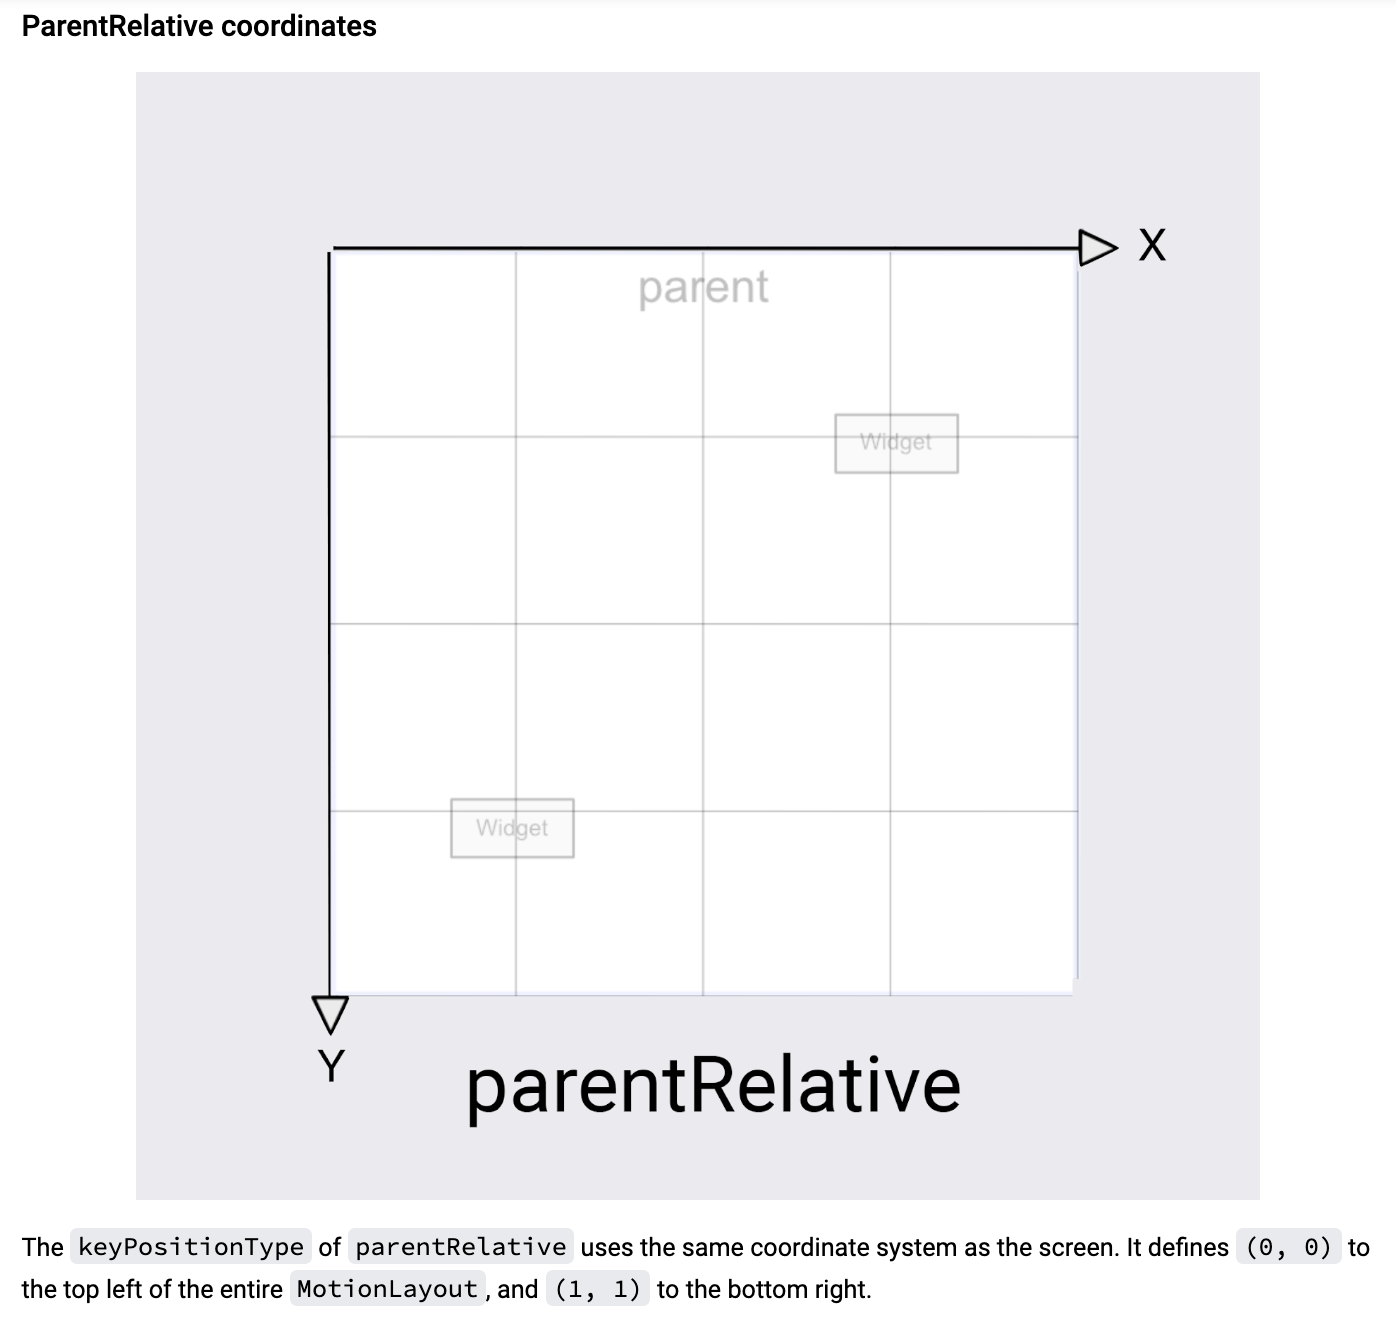 ParentRelative coordinates
X
parent
Widget
Widget
Y
parentRelative
The keyPositionType of parentRelative uses the same coordinate system as the screen. It defines (0, 0) to
the top left of the entire MotionLayout, and (1, 1) to the bottom right.